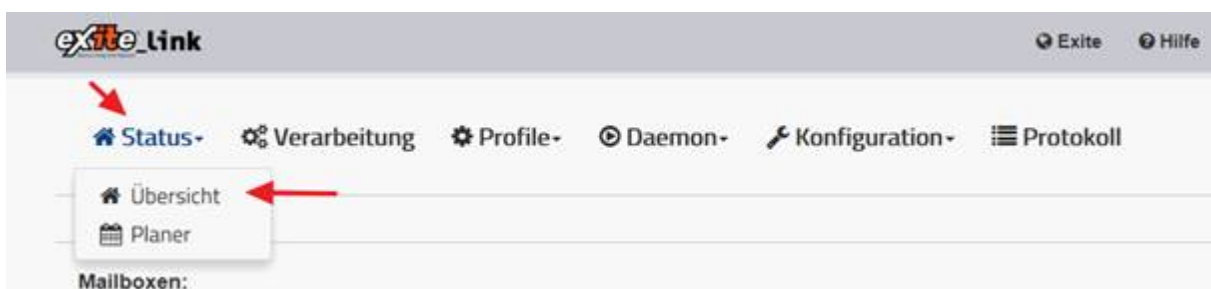 exite_link
Exite Hilfe
Status Verarbeitung Profile Daemon Konfiguration Protokoll
Übersicht
Planer
Mailboxen: